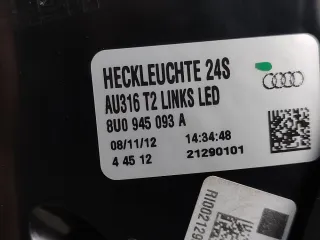 HECKLEUCHTE 24S
AU316 T2 LINKS LED
8U0 945 093 A
08/11/12 14:34:48
4 45 12 21290101
RI0021129